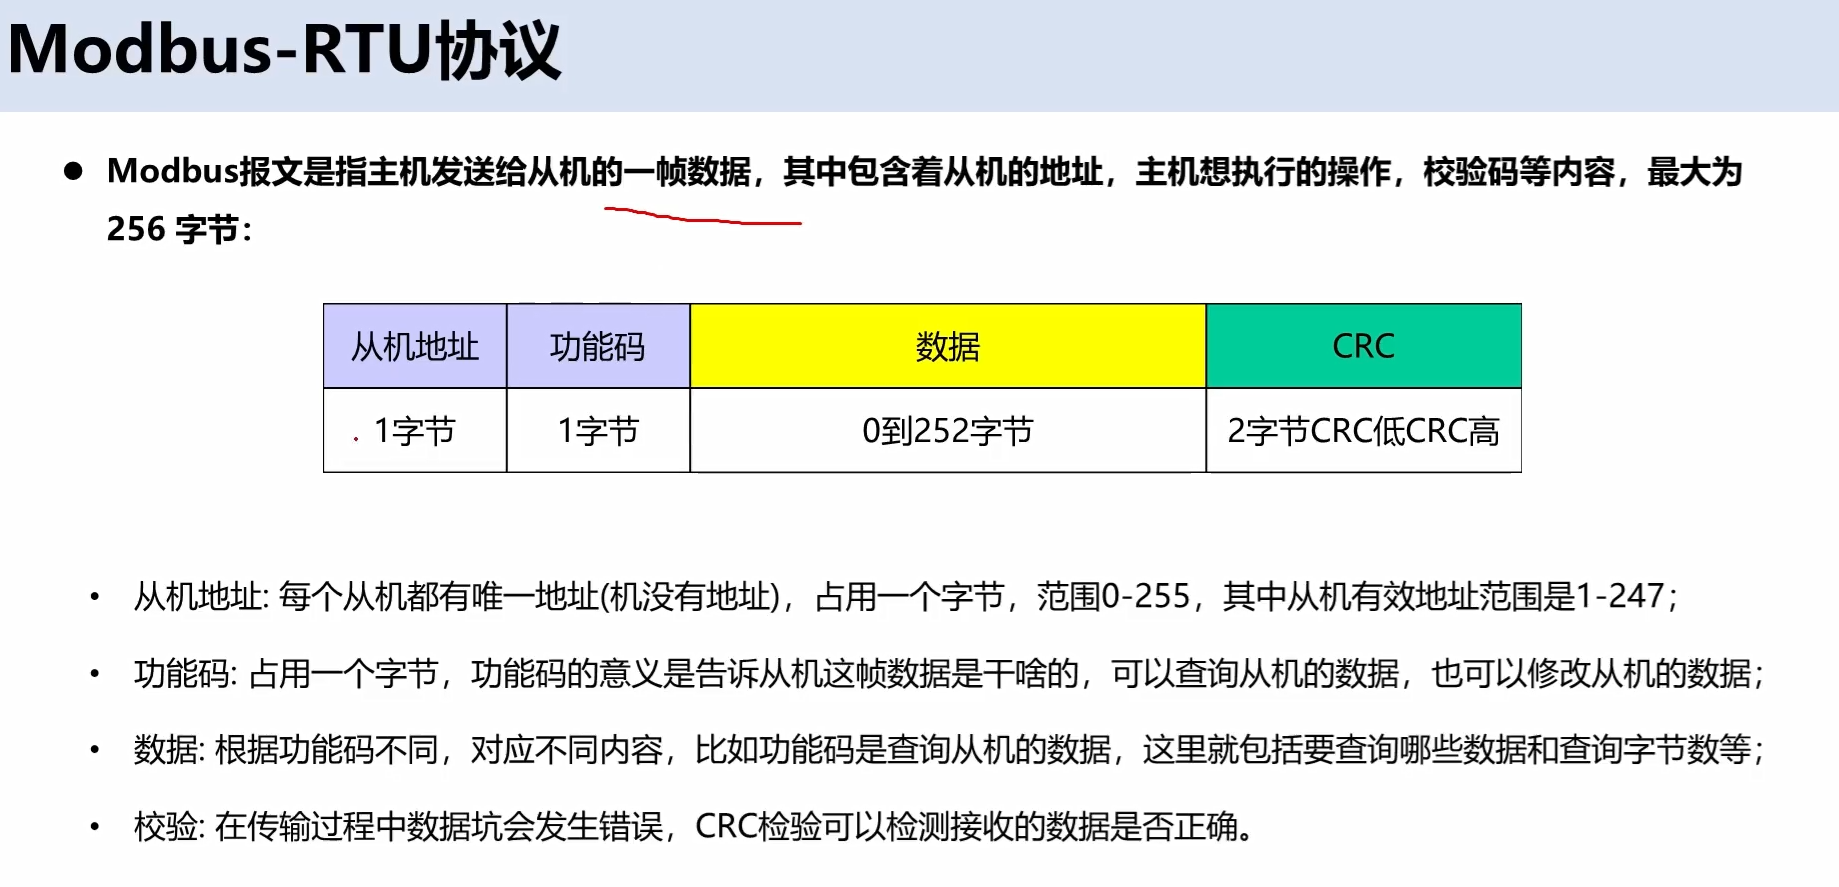 Modbus-RTU协议
● Modbus报文是指主机发送给从机的一帧数据，其中包含着从机的地址，主机想执行的操作，校验码等内容，最大为
256 字节：
从机地址 功能码 数据 CRC
1字节 1字节 0到252字节 2字节CRC低CRC高
• 从机地址: 每个从机都有唯一地址(机没有地址)，占用一个字节，范围0-255，其中从机有效地址范围是1-247；
• 功能码: 占用一个字节，功能码的意义是告诉从机这帧数据是干啥的，可以查询从机的数据，也可以修改从机的数据；
• 数据: 根据功能码不同，对应不同内容，比如功能码是查询从机的数据，这里就包括要查询哪些数据和查询字节数等；
• 校验: 在传输过程中数据坑会发生错误，CRC检验可以检测接收的数据是否正确。